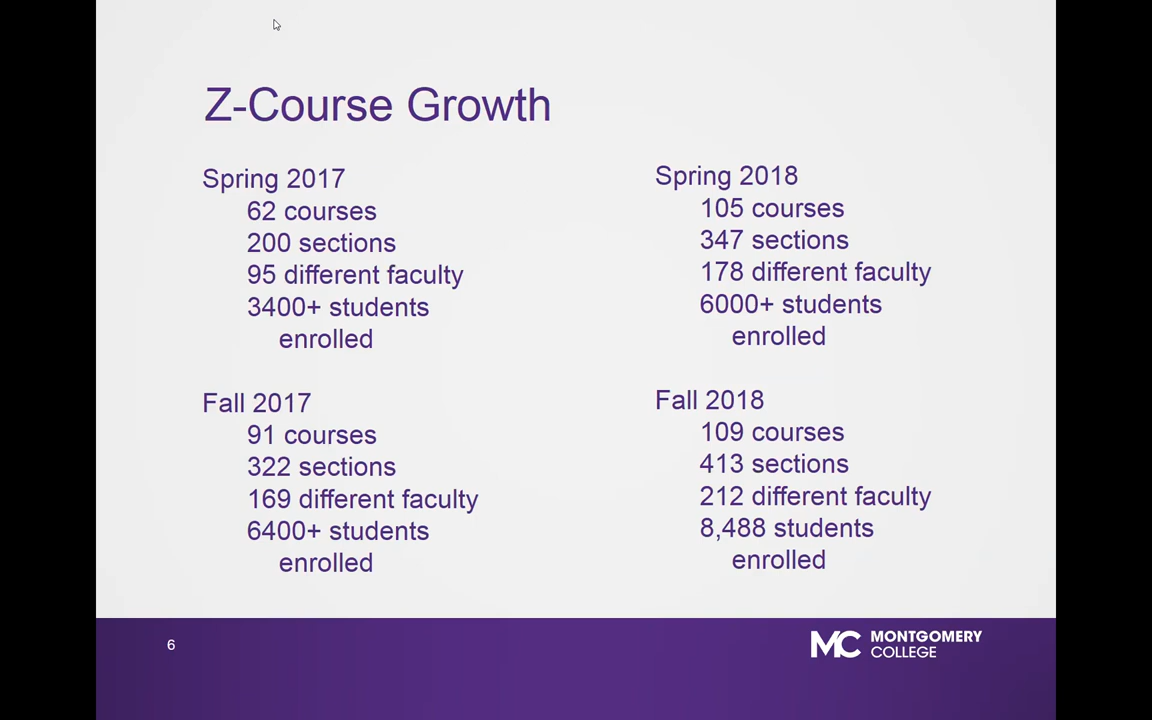 Z-Course Growth
Spring 2017
62 courses
200 sections
95 different faculty
3400+ students
enrolled
Fall 2017
91 courses
322 sections
169 different faculty
6400+ students
enrolled
Spring 2018
105 courses
347 sections
178 different faculty
6000+ students
enrolled
Fall 2018
109 courses
413 sections
212 different faculty
8,488 students
enrolled
6
MC MONTGOMERY
COLLEGE